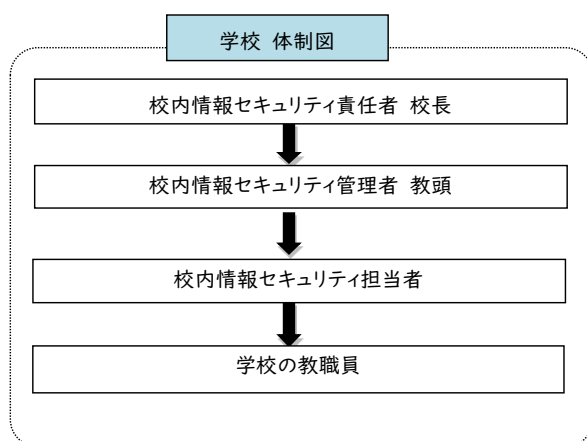 学校 体制図
校内情報セキュリティ責任者 校長
校内情報セキュリティ管理者 教頭
校内情報セキュリティ担当者
学校の教職員